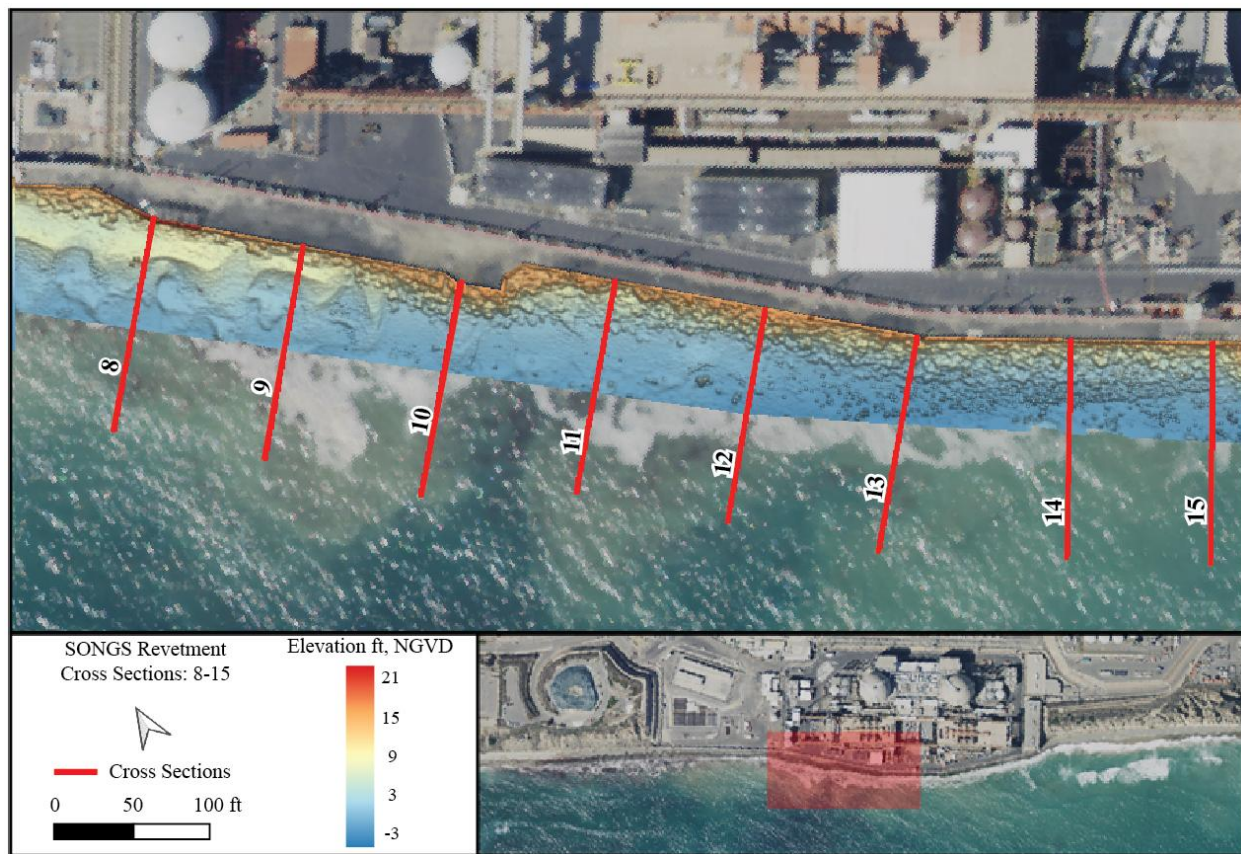 8
9
10
11
12
13
14
15
SONGS Revetment
Cross Sections: 8-15
Cross Sections
0 50 100 ft
Elevation ft, NGVD
21
15
9
3
-3